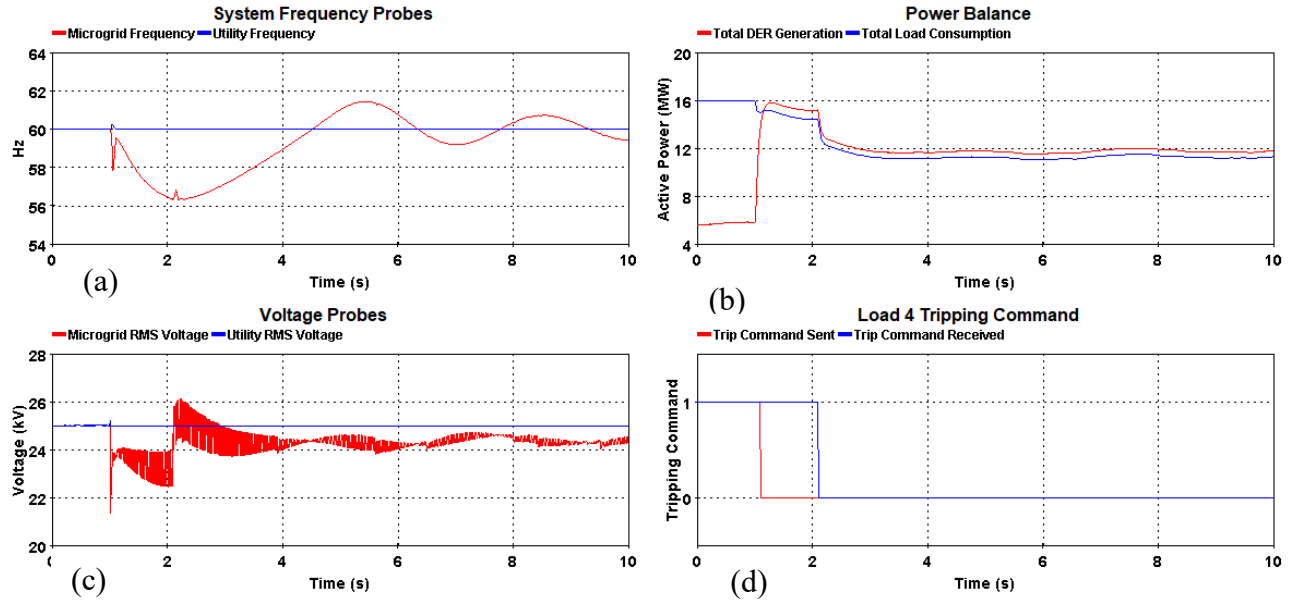 System Frequency Probes
Microgrid Frequency Utility Frequency
64
62
60
58
56
54
Hz
0 2 4 6 8 10
Time (s)
(a)
Power Balance
Total DER Generation Total Load Consumption
20
16
12
8
4
Active Power (MW)
0 2 4 6 8 10
Time (s)
(b)
Voltage Probes
Microgrid RMS Voltage Utility RMS Voltage
28
26
24
22
20
Voltage (kV)
0 2 4 6 8 10
Time (s)
(c)
Load 4 Tripping Command
Trip Command Sent Trip Command Received
1
0
Tripping Command
0 2 4 6 8 10
Time (s)
(d)